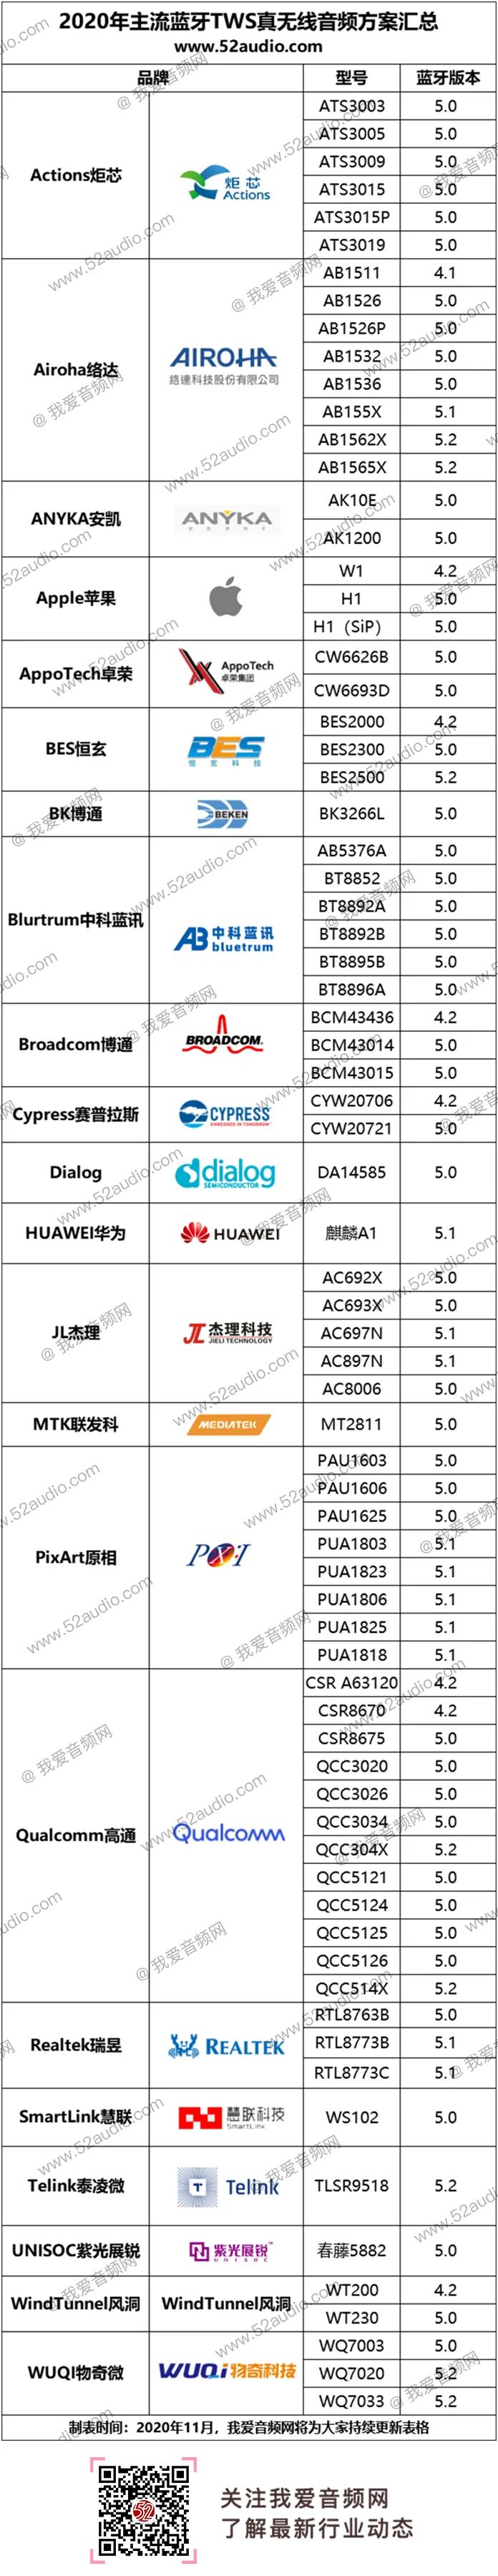 2020年主流蓝牙TWS真无线音频方案汇总
www.52audio.com
品牌 型号 蓝牙版本
Actions炬芯 炬芯 Actions
ATS3003 5.0
ATS3005 5.0
ATS3009 5.0
ATS3015 5.0
ATS3015P 5.0
ATS3019 5.0
Airoha络达 AIROHA 絡達科技股份有限公司
AB1511 4.1
AB1526 5.0
AB1526P 5.0
AB1532 5.0
AB1536 5.0
AB155X 5.1
AB1562X 5.2
AB1565X 5.2
ANYKA安凯 ANYKA
AK10E 5.0
AK1200 5.0
Apple苹果
W1 4.2
H1 5.0
H1（SiP） 5.0
AppoTech卓荣 AppoTech 卓荣集团
CW6626B 5.0
CW6693D 5.0
BES恒玄 BES 恒玄科技
BES2000 4.2
BES2300 5.0
BES2500 5.2
BK博通 BEKEN
BK3266L 5.0
Blurtrum中科蓝讯 AB 中科蓝讯 bluetrum
AB5376A 5.0
BT8852 5.0
BT8892A 5.0
BT8892B 5.0
BT8895B 5.0
BT8896A 5.0
Broadcom博通 BROADCOM.
BCM43436 4.2
BCM43014 5.0
BCM43015 5.0
Cypress赛普拉斯 CYPRESS EMBEDDED IN TOMORROW
CYW20706 4.2
CYW20721 5.0
Dialog dialog SEMICONDUCTOR
DA14585 5.0
HUAWEI华为 HUAWEI
麒麟A1 5.1
JL杰理 JL 杰理科技 JIELI TECHNOLOGY
AC692X 5.0
AC693X 5.0
AC697N 5.1
AC897N 5.1
AC8006 5.0
MTK联发科 MEDIATEK
MT2811 5.0
PixArt原相 PXI
PAU1603 5.0
PAU1606 5.0
PAU1625 5.0
PUA1803 5.1
PUA1823 5.1
PUA1806 5.1
PUA1825 5.1
PUA1818 5.1
Qualcomm高通 Qualcomm
CSR A63120 4.2
CSR8670 4.2
CSR8675 5.0
QCC3020 5.0
QCC3026 5.0
QCC3034 5.0
QCC304X 5.2
QCC5121 5.0
QCC5124 5.0
QCC5125 5.0
QCC5126 5.0
QCC514X 5.2
Realtek瑞昱 REALTEK
RTL8763B 5.0
RTL8773B 5.1
RTL8773C 5.1
SmartLink慧联 慧联科技 SmartLink
WS102 5.0
Telink泰凌微 T Telink
TLSR9518 5.2
UNISOC紫光展锐 紫光展锐™ UNISOC
春藤5882 5.0
WindTunnel风洞 WindTunnel风洞
WT200 4.2
WT230 5.0
WUQI物奇微 WUQi物奇科技
WQ7003 5.0
WQ7020 5.2
WQ7033 5.2
制表时间：2020年11月，我爱音频网将为大家持续更新表格
52
关注我爱音频网
了解最新行业动态
@ 我爱音频网
www.52audio.com